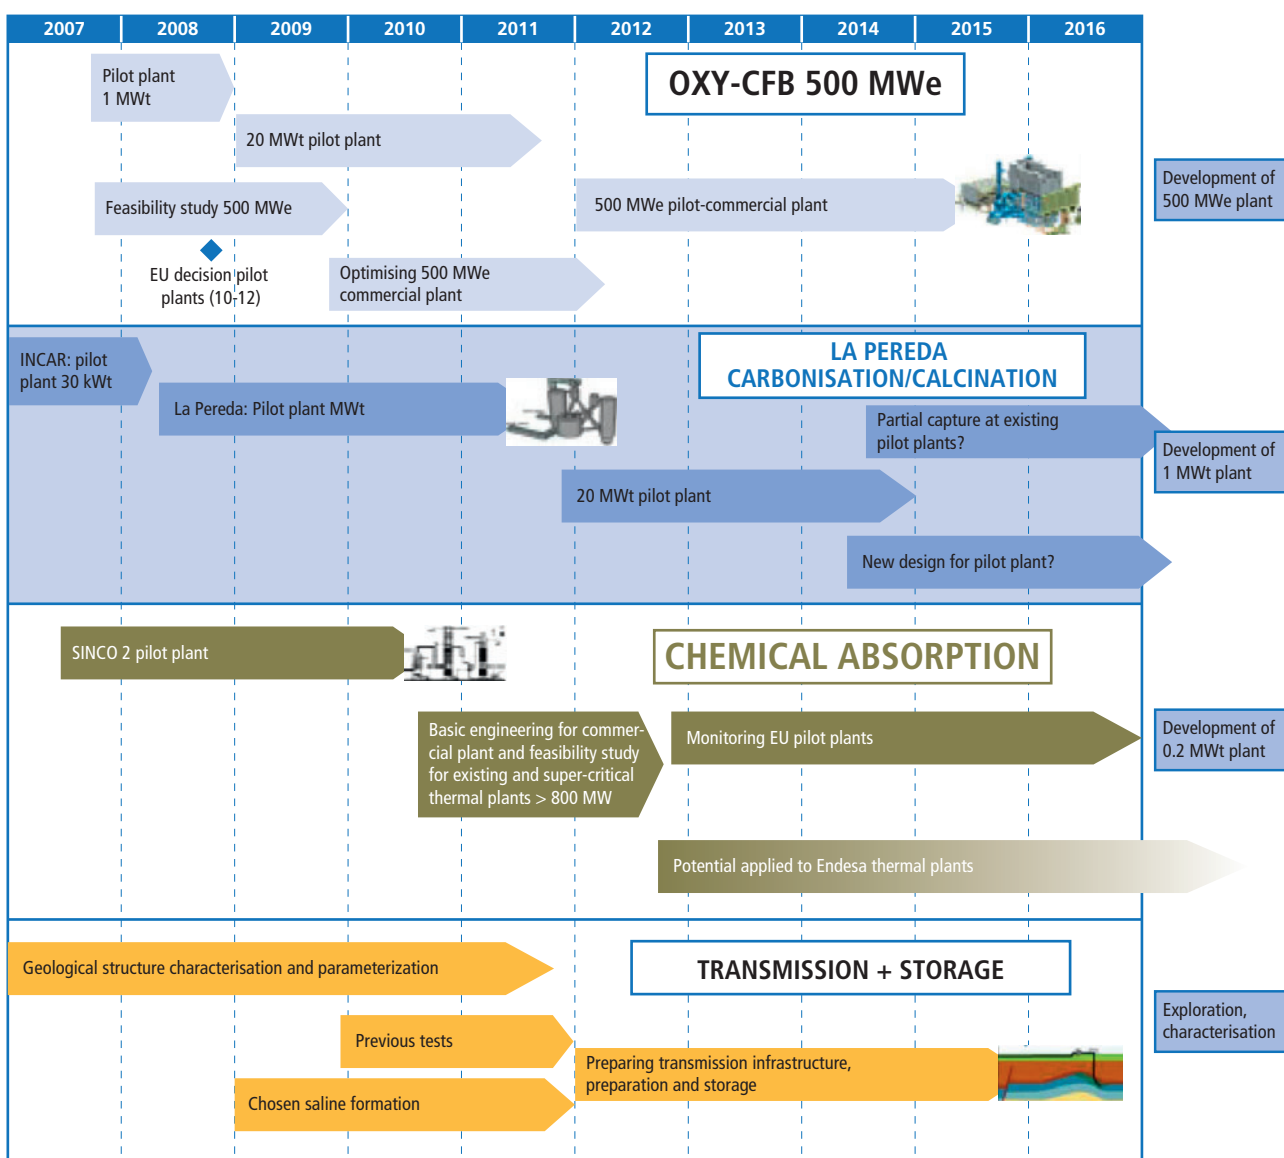 2007 2008 2009 2010 2011 2012 2013 2014 2015 2016
Pilot plant
1 MWt
OXY-CFB 500 MWe
20 MWt pilot plant
Feasibility study 500 MWe
500 MWe pilot-commercial plant
Development of
500 MWe plant
EU decision pilot
plants (10-12)
Optimising 500 MWe
commercial plant
INCAR: pilot
plant 30 kWt
LA PEREDA
CARBONISATION/CALCINATION
La Pereda: Pilot plant MWt
Partial capture at existing
pilot plants?
Development of
1 MWt plant
20 MWt pilot plant
New design for pilot plant?
SINCO 2 pilot plant
CHEMICAL ABSORPTION
Basic engineering for commer-
cial plant and feasibility study
for existing and super-critical
thermal plants > 800 MW
Monitoring EU pilot plants
Development of
0.2 MWt plant
Potential applied to Endesa thermal plants
Geological structure characterisation and parameterization
TRANSMISSION + STORAGE
Exploration,
characterisation
Previous tests
Preparing transmission infrastructure,
preparation and storage
Chosen saline formation